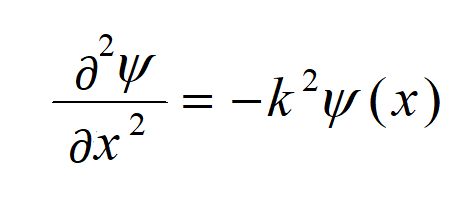 ∂²ψ/∂x² = −k²ψ(x)